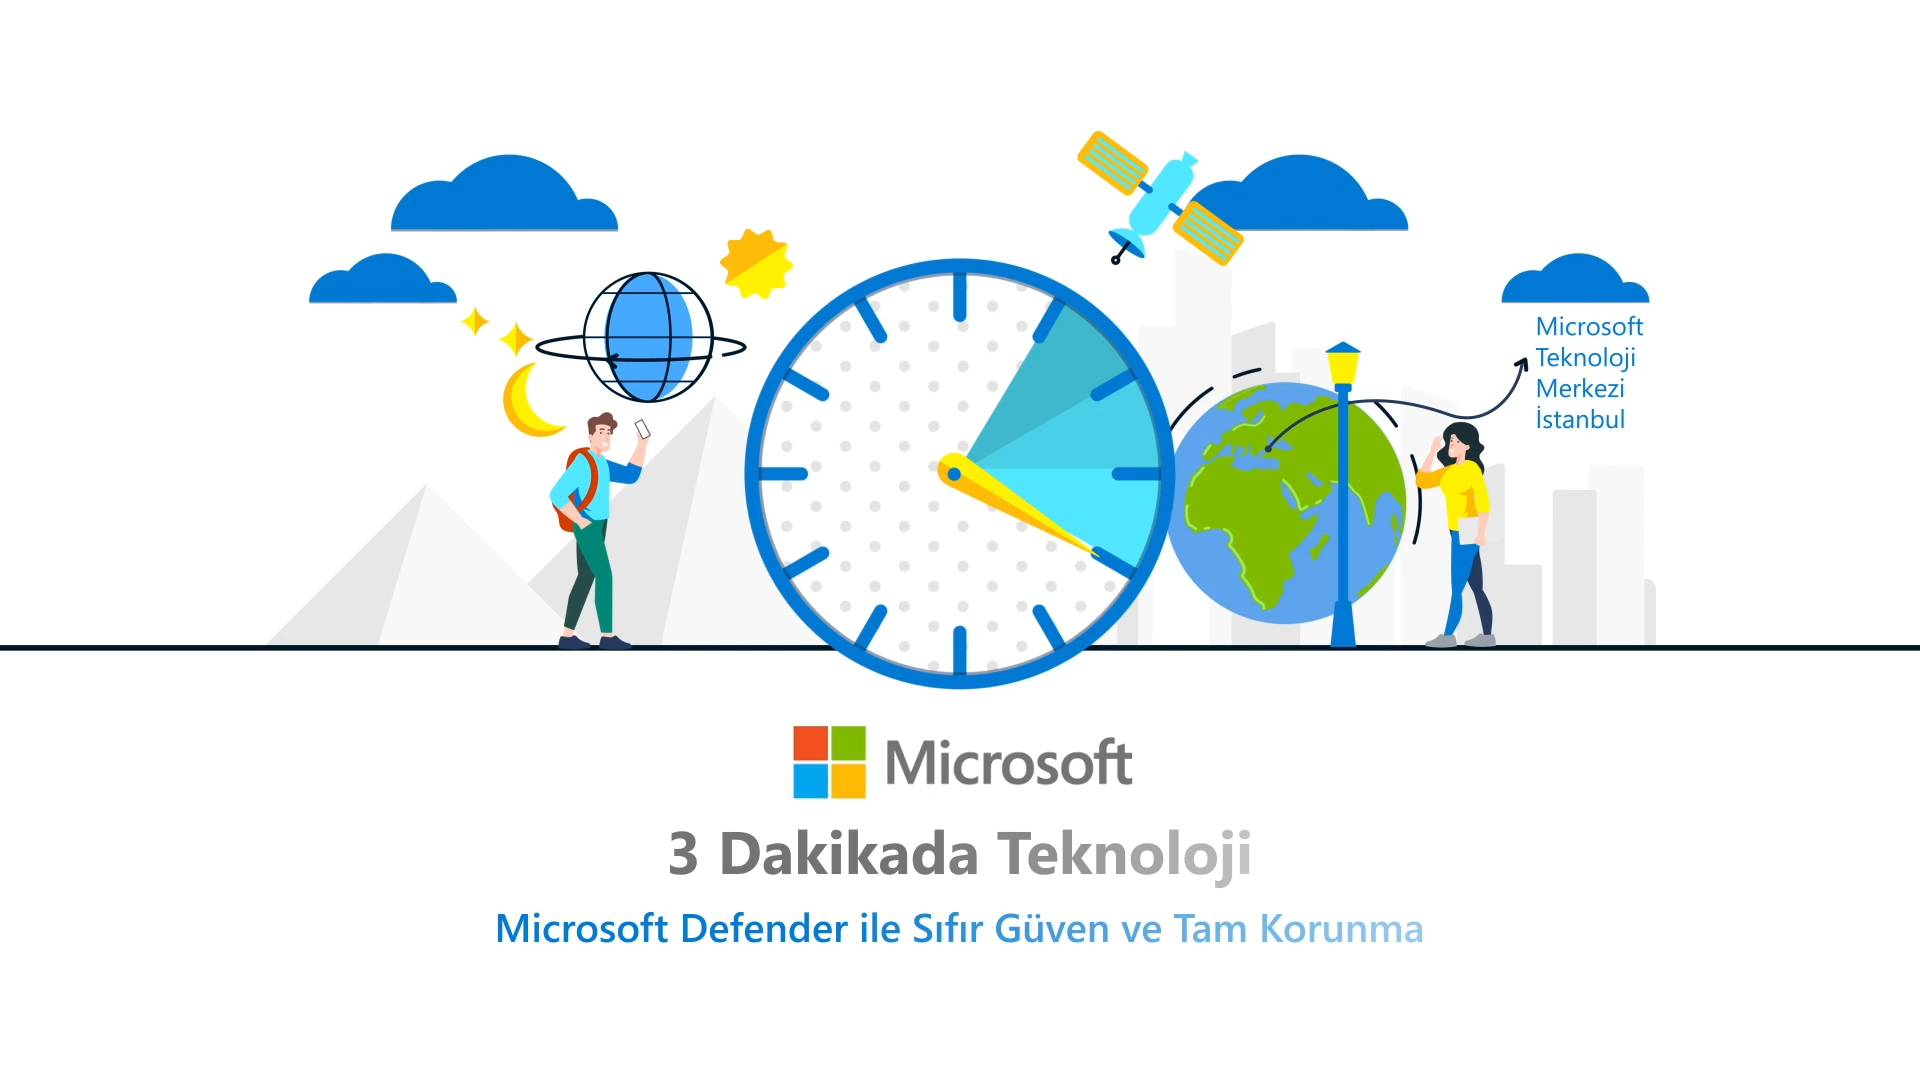 Microsoft
Teknoloji
Merkezi
İstanbul
Microsoft
3 Dakikada Teknoloji
Microsoft Defender ile Sıfır Güven ve Tam Korunma